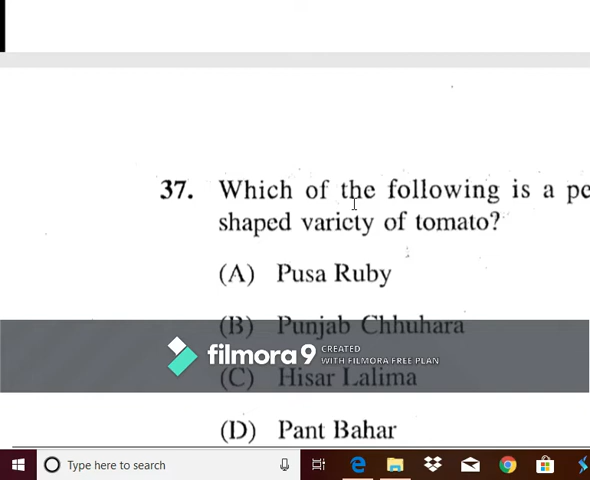 37. Which of the following is a pe
shaped variety of tomato?
(A) Pusa Ruby
(B) Punjab Chhuhara
filmora 9 CREATED
WITH FILMORA FREE PLAN
(C) Hisar Lalima
(D) Pant Bahar
Type here to search